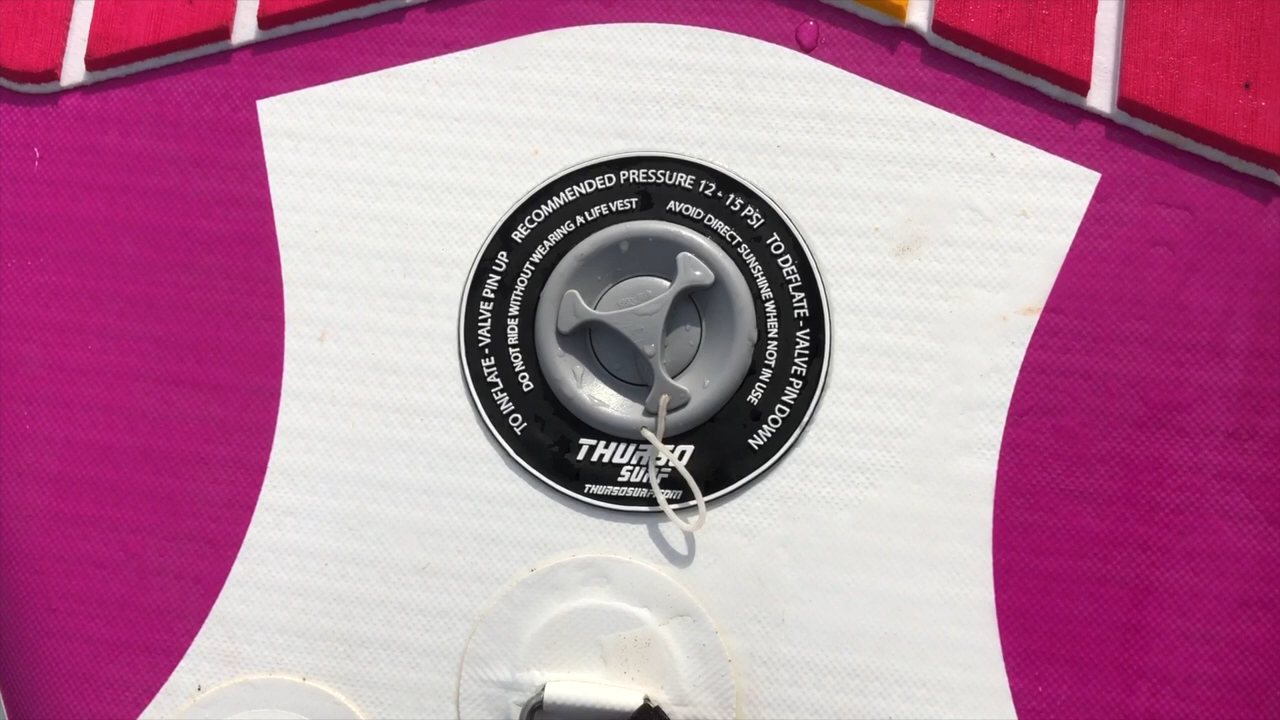 TO INFLATE - VALVE PIN UP
RECOMMENDED PRESSURE 12 - 15 PSI
TO DEFLATE - VALVE PIN DOWN
DO NOT RIDE WITHOUT WEARING A LIFE VEST
AVOID DIRECT SUNSHINE WHEN NOT IN USE
THURSO
SURF
THURSOSURF.COM